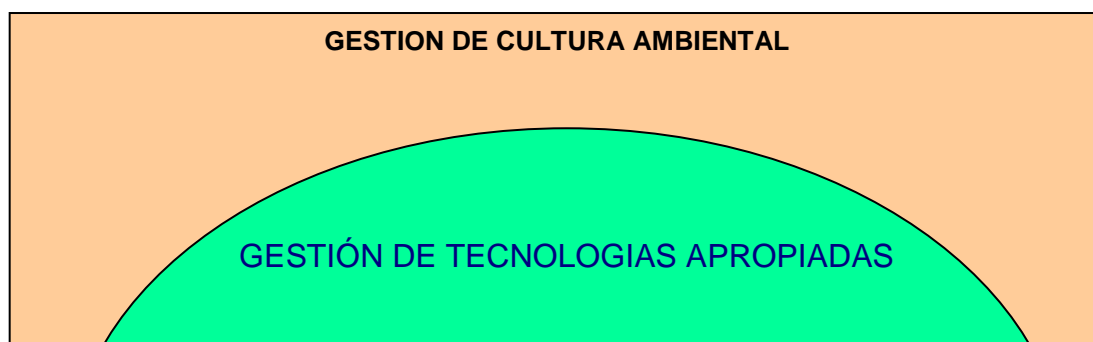 GESTION DE CULTURA AMBIENTAL
GESTIÓN DE TECNOLOGIAS APROPIADAS